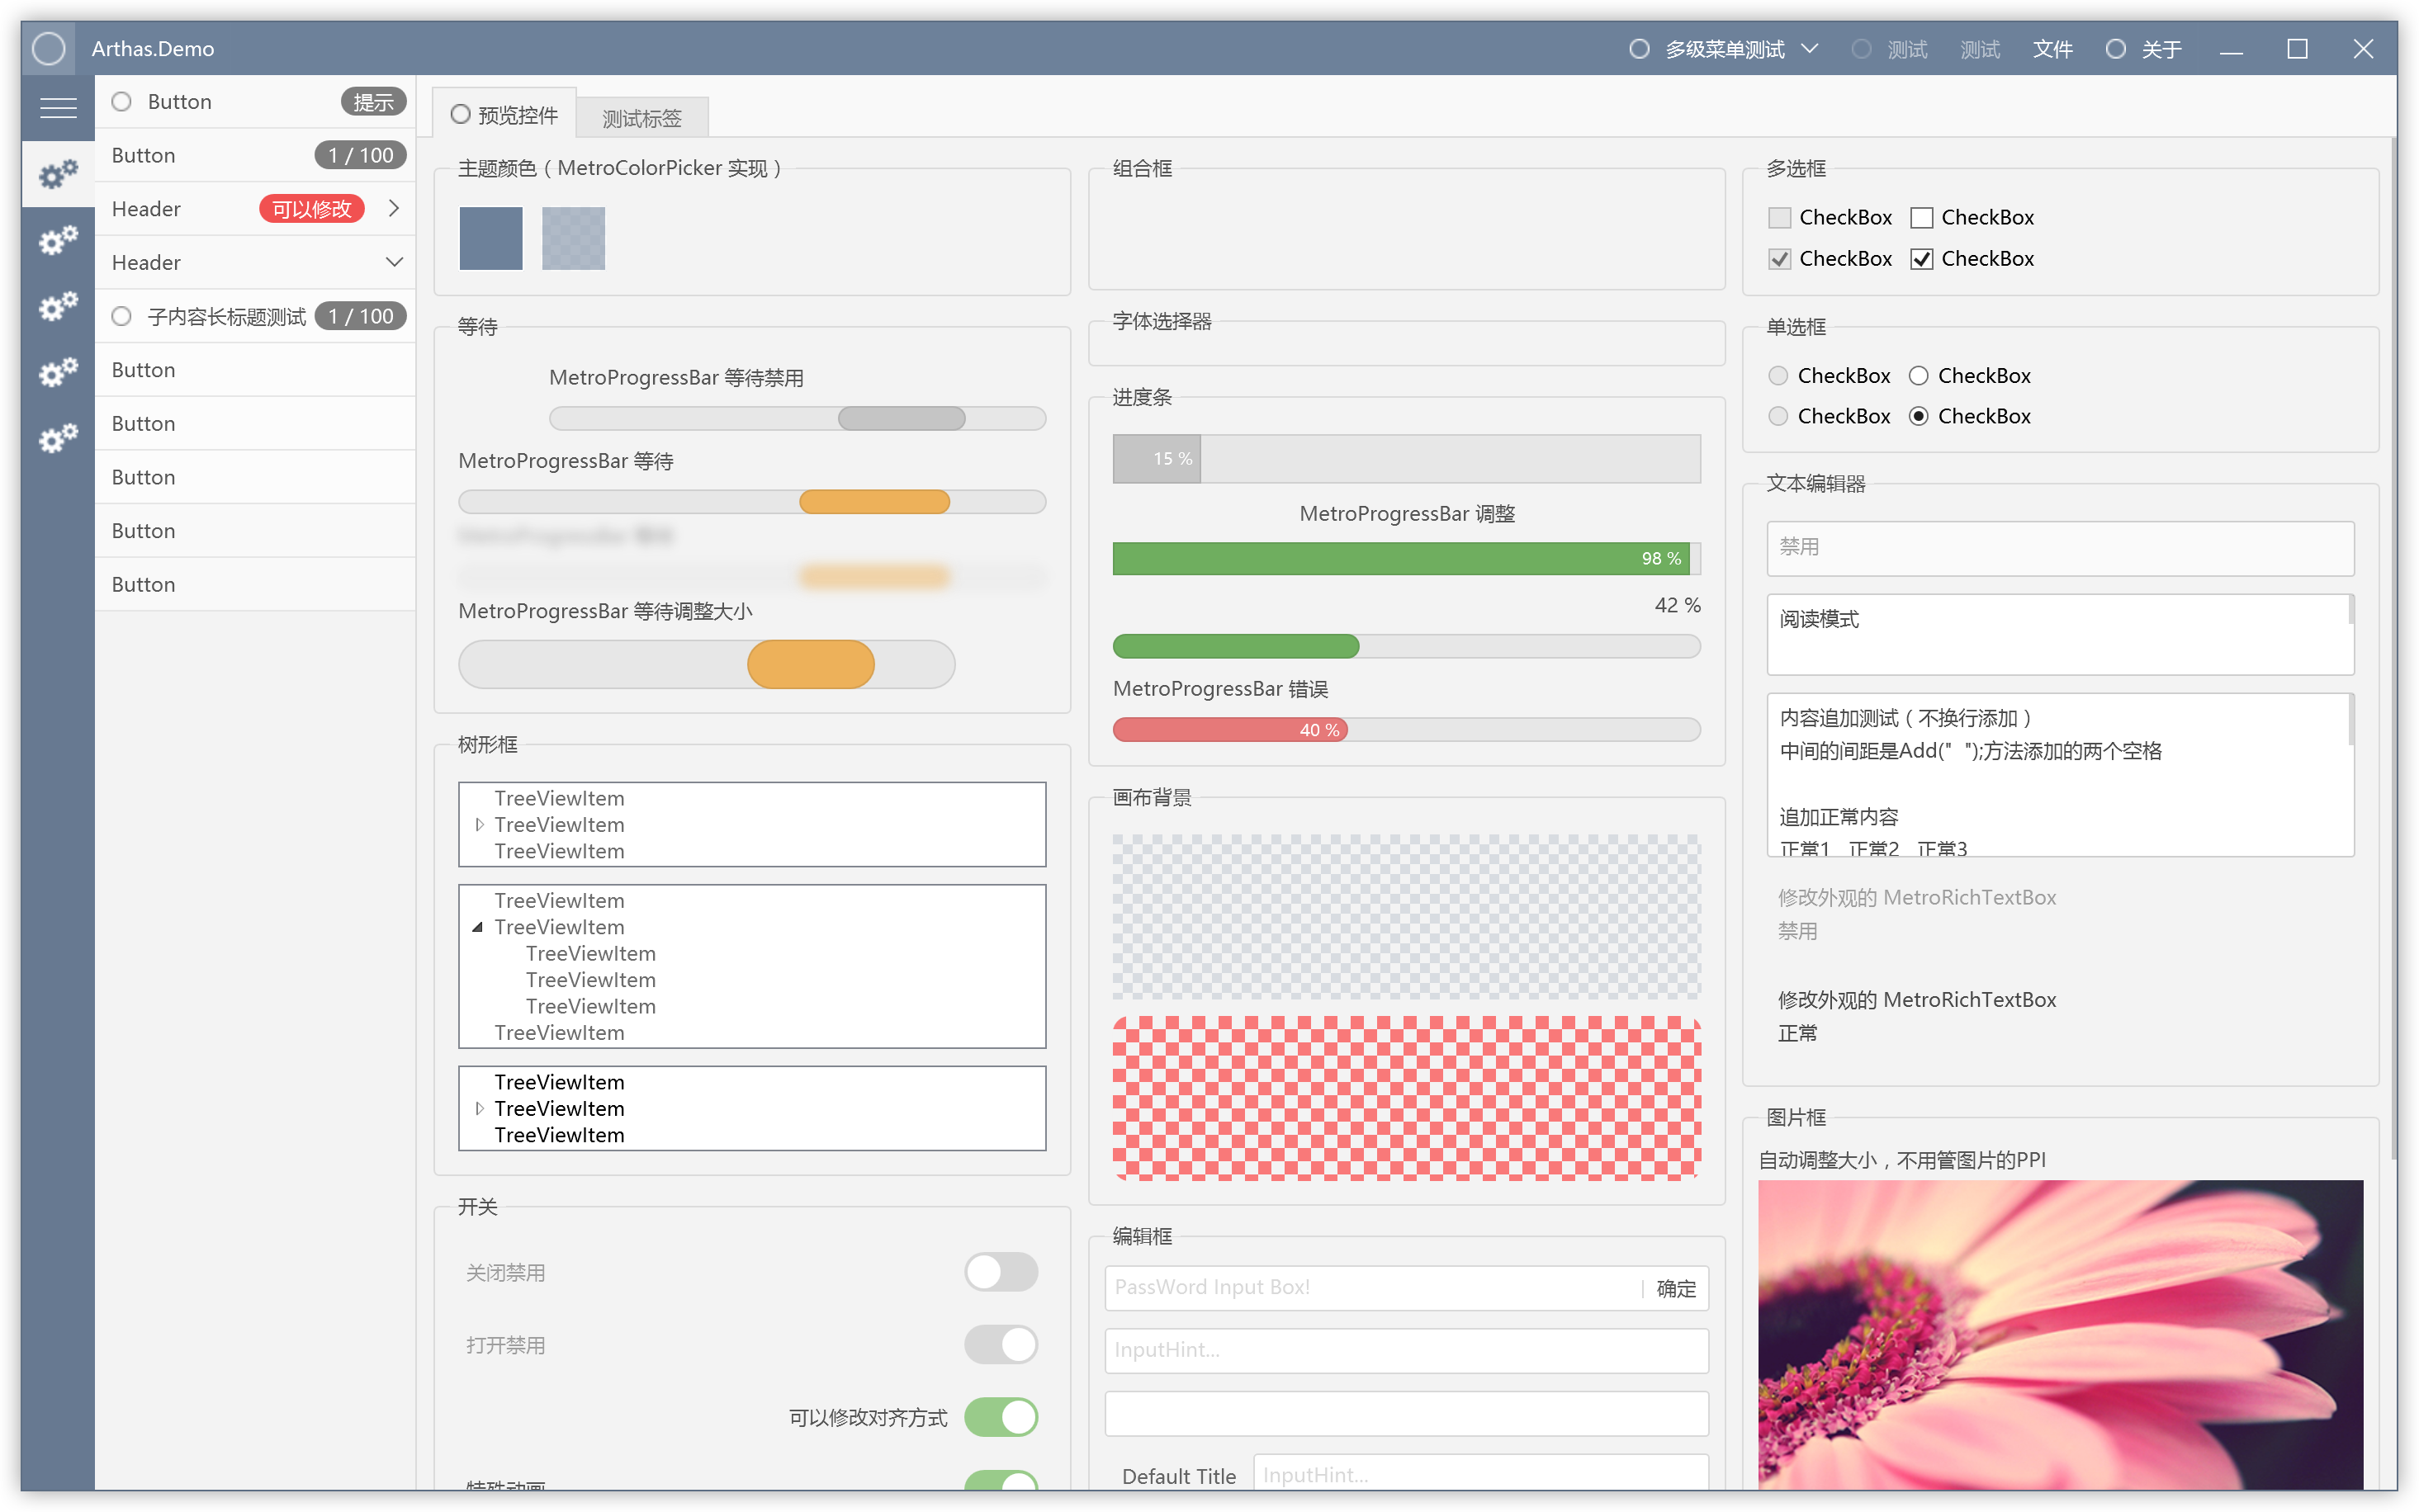 Arthas.Demo
多级菜单测试
测试
测试
文件
关于
Button
提示
Button
1 / 100
Header
可以修改
Header
子内容长标题测试
1 / 100
Button
Button
Button
Button
Button
预览控件
测试标签
主题颜色（MetroColorPicker 实现）
等待
MetroProgressBar 等待禁用
MetroProgressBar 等待
MetroProgressBar 等待
MetroProgressBar 等待调整大小
树形框
TreeViewItem
TreeViewItem
TreeViewItem
TreeViewItem
TreeViewItem
TreeViewItem
TreeViewItem
TreeViewItem
TreeViewItem
TreeViewItem
TreeViewItem
TreeViewItem
开关
关闭禁用
打开禁用
可以修改对齐方式
特殊动画
组合框
字体选择器
进度条
15 %
MetroProgressBar 调整
98 %
42 %
MetroProgressBar 错误
40 %
画布背景
编辑框
PassWord Input Box!
确定
InputHint...
Default Title
InputHint...
多选框
CheckBox
CheckBox
CheckBox
CheckBox
单选框
CheckBox
CheckBox
CheckBox
CheckBox
文本编辑器
禁用
阅读模式
内容追加测试（不换行添加）
中间的间距是Add("  ");方法添加的两个空格
追加正常内容
正常1  正常2  正常3
修改外观的 MetroRichTextBox
禁用
修改外观的 MetroRichTextBox
正常
图片框
自动调整大小，不用管图片的PPI